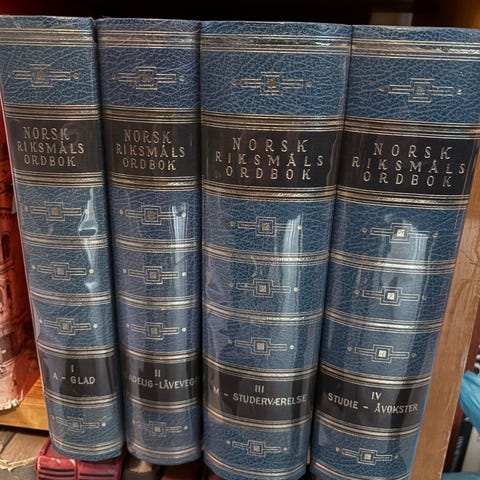 NORSK
RIKSMÅLS
ORDBOK
I
A - GLAD
NORSK
RIKSMÅLS
ORDBOK
II
ADELIG-LÅVEVEG
NORSK
RIKSMÅLS
ORDBOK
III
M - STUDERVÆRELSE
NORSK
RIKSMÅLS
ORDBOK
IV
STUDIE - ÅVOKSTER